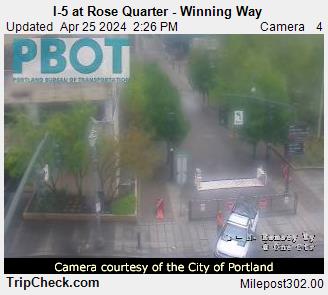 I-5 at Rose Quarter - Winning Way
Updated Apr 25 2024 2:26 PM Camera 4
PBOT
PORTLAND BUREAU OF TRANSPORTATION
Camera courtesy of the City of Portland
TripCheck.com Milepost302.00